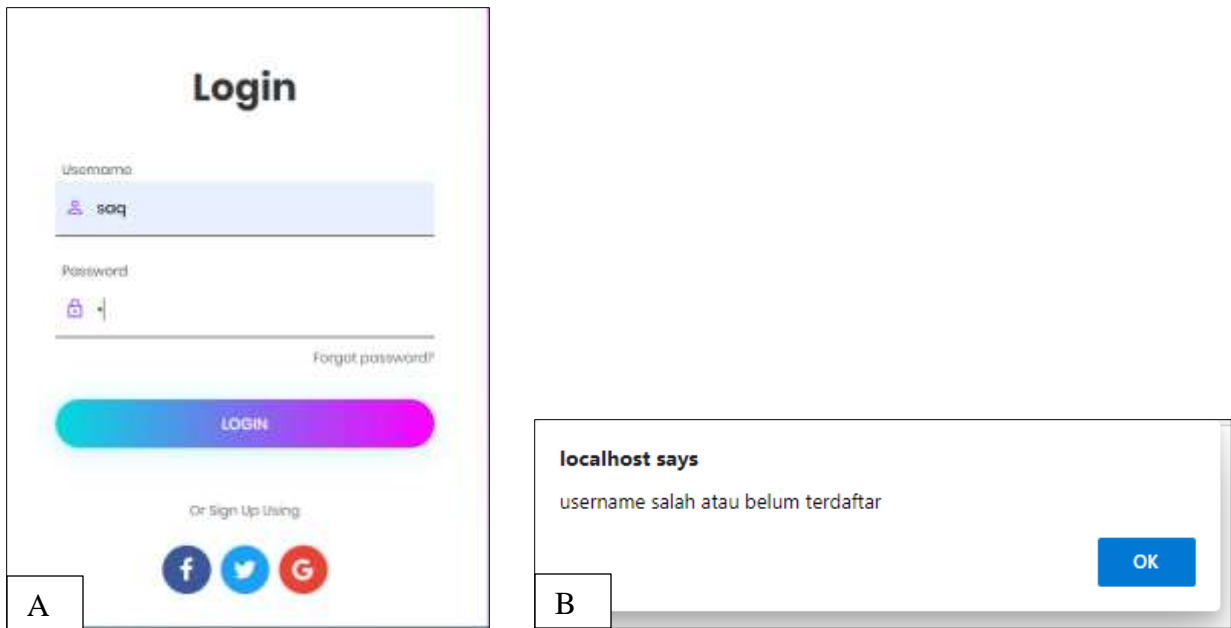 Login
Username
saq
Password
Forgot password?
LOGIN
Or Sign Up Using
f
G
A
localhost says
username salah atau belum terdaftar
OK
B